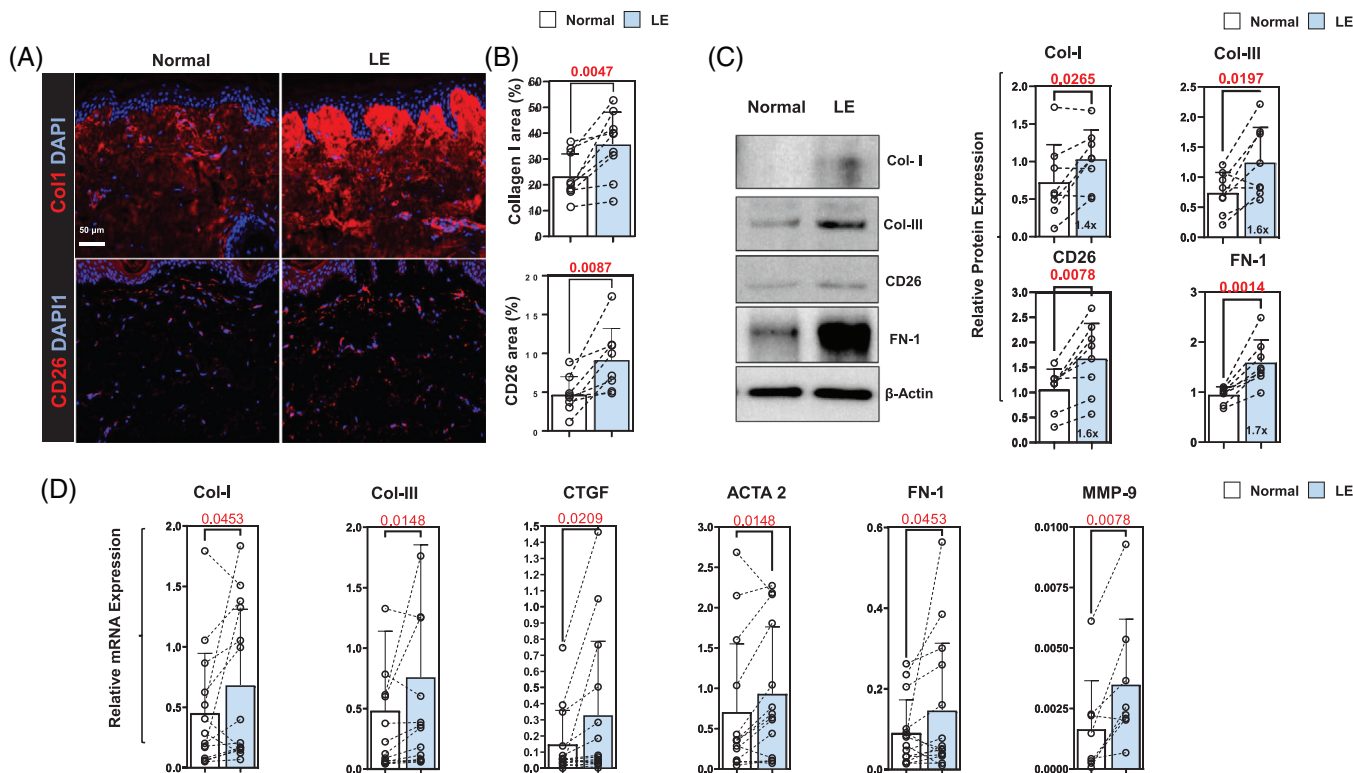 Normal LE
Normal LE
(A)
Normal LE
Col1 DAPI
50 µm
CD26 DAPI1
(B)
0.0047
Collagen I area (%)
60
50
40
30
20
10
0
0.0087
CD26 area (%)
20
15
10
5
0
(C)
Normal LE
Col- I
Col-III
CD26
FN-1
β-Actin
Relative Protein Expression
Col-I
0.0265
2.0
1.5
1.0
0.5
0.0
1.4x
Col-III
0.0197
1.5
2.5
2.0
1.5
1.0
0.5
0.0
1.6x
CD26
0.0078
3.0
2.5
2.0
1.5
1.0
0.5
0.0
1.6x
FN-1
0.0014
3
2
1
0
1.7x
(D)
Normal LE
Relative mRNA Expression
Col-I
0.0453
2.0
1.5
1.0
0.5
0.0
Col-III
0.0148
2.0
1.5
1.0
0.5
0.0
CTGF
0.0209
1.5
1.4
1.3
1.2
1.1
1.0
0.9
0.8
0.7
0.6
0.5
0.4
0.3
0.2
0.1
0.0
ACTA 2
0.0148
3.0
2.5
2.0
1.5
1.0
0.5
0.0
FN-1
0.0453
0.6
0.4
0.2
0.0
MMP-9
0.0078
0.0100
0.0075
0.0050
0.0025
0.0000